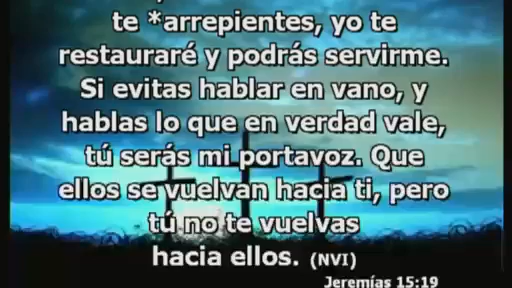 te *arrepientes, yo te
restauraré y podrás servirme.
Si evitas hablar en vano, y
hablas lo que en verdad vale,
tú serás mi portavoz. Que
ellos se vuelvan hacia ti, pero
tú no te vuelvas
hacia ellos. (NVI)
Jeremías 15:19